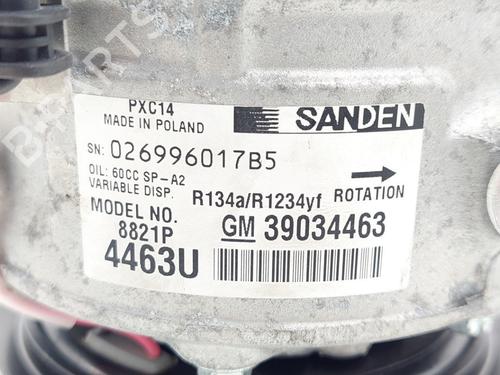 PXC14
MADE IN POLAND
SANDEN
SN: 026996017B5
OIL: 60CC SP-A2
VARIABLE DISP.
R134a/R1234yf ROTATION
MODEL NO.
8821P
GM 39034463
4463U